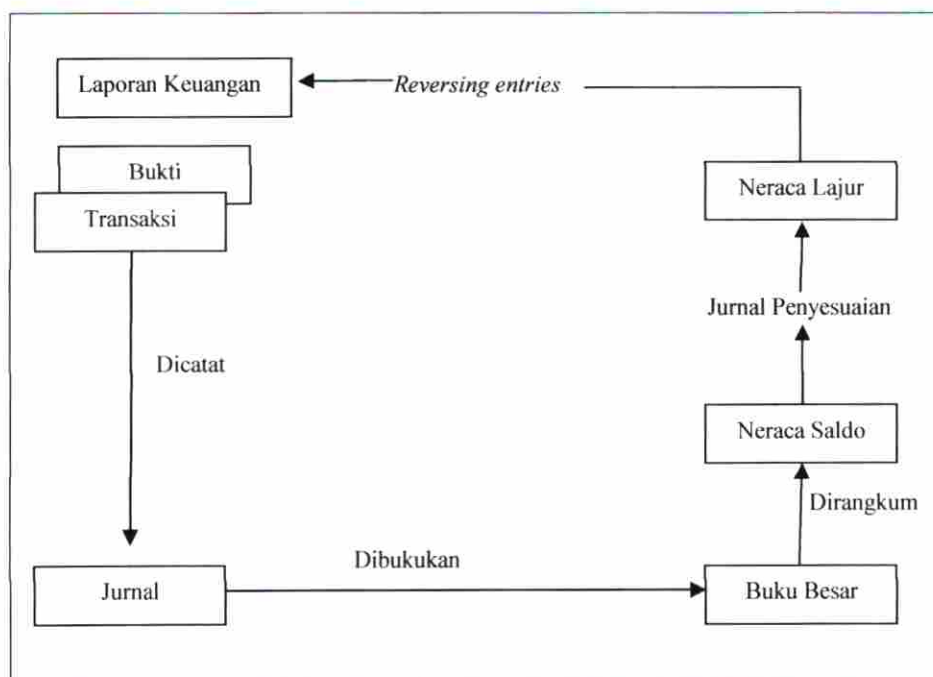 Laporan Keuangan
Reversing entries
Bukti
Transaksi
Neraca Lajur
Jurnal Penyesuaian
Dicatat
Neraca Saldo
Dirangkum
Dibukukan
Jurnal
Buku Besar